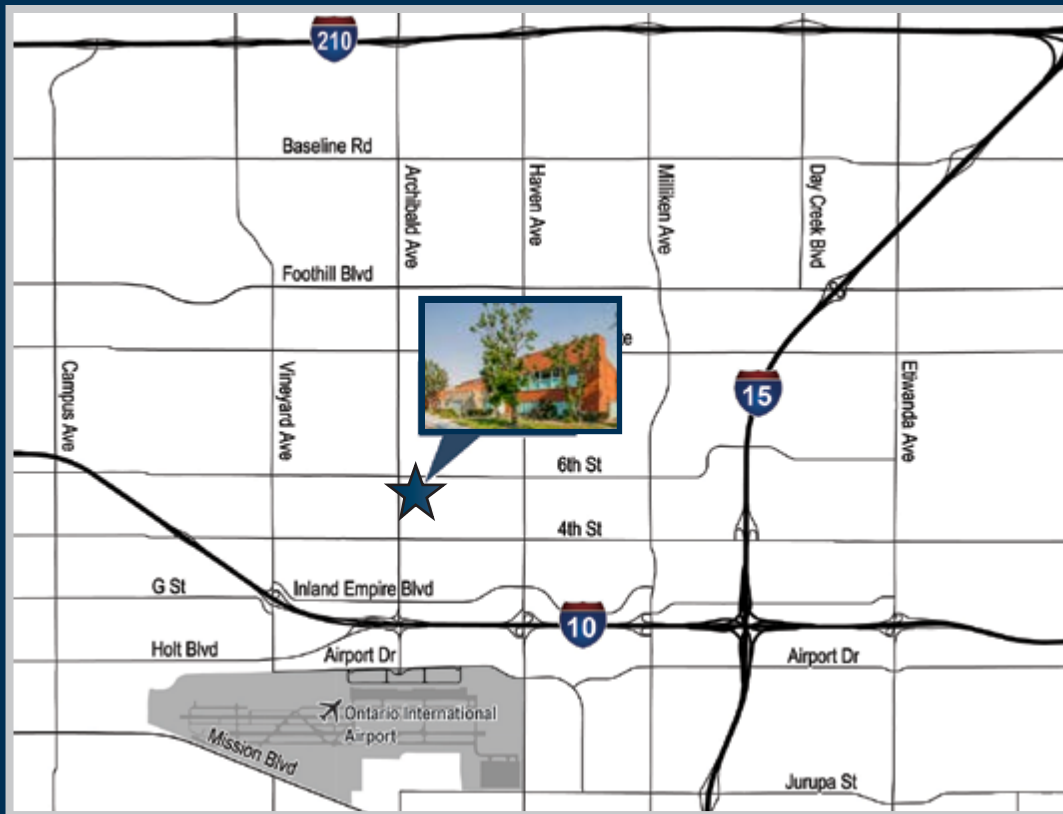 210
Baseline Rd
Archibald Ave
Haven Ave
Milliken Ave
Day Creek Blvd
Foothill Blvd
Campus Ave
Vineyard Ave
15
Etiwanda Ave
6th St
4th St
G St
Inland Empire Blvd
10
Holt Blvd
Airport Dr
Airport Dr
Ontario International
Airport
Mission Blvd
Jurupa St